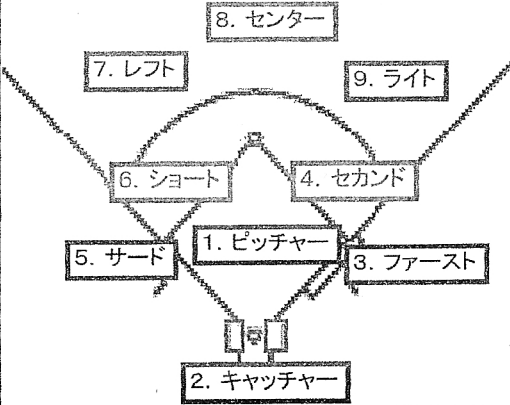 8. センター
7. レフト
9. ライト
6. ショート
4. セカンド
1. ピッチャー
5. サード
3. ファースト
2. キャッチャー